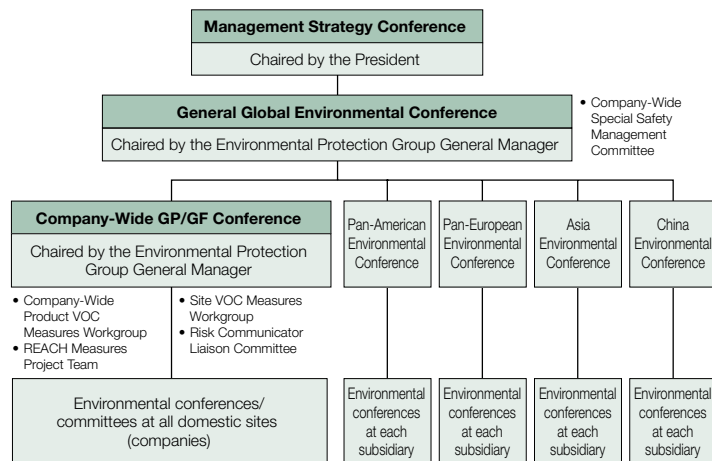 Management Strategy Conference
Chaired by the President
General Global Environmental Conference
Chaired by the Environmental Protection Group General Manager
• Company-Wide
Special Safety
Management
Committee
Company-Wide GP/GF Conference
Chaired by the Environmental Protection
Group General Manager
Pan-American
Environmental
Conference
Pan-European
Environmental
Conference
Asia
Environmental
Conference
China
Environmental
Conference
• Company-Wide
Product VOC
Measures Workgroup
• REACH Measures
Project Team
• Site VOC Measures
Workgroup
• Risk Communicator
Liaison Committee
Environmental conferences/
committees at all domestic sites
(companies)
Environmental
conferences
at each
subsidiary
Environmental
conferences
at each
subsidiary
Environmental
conferences
at each
subsidiary
Environmental
conferences
at each
subsidiary